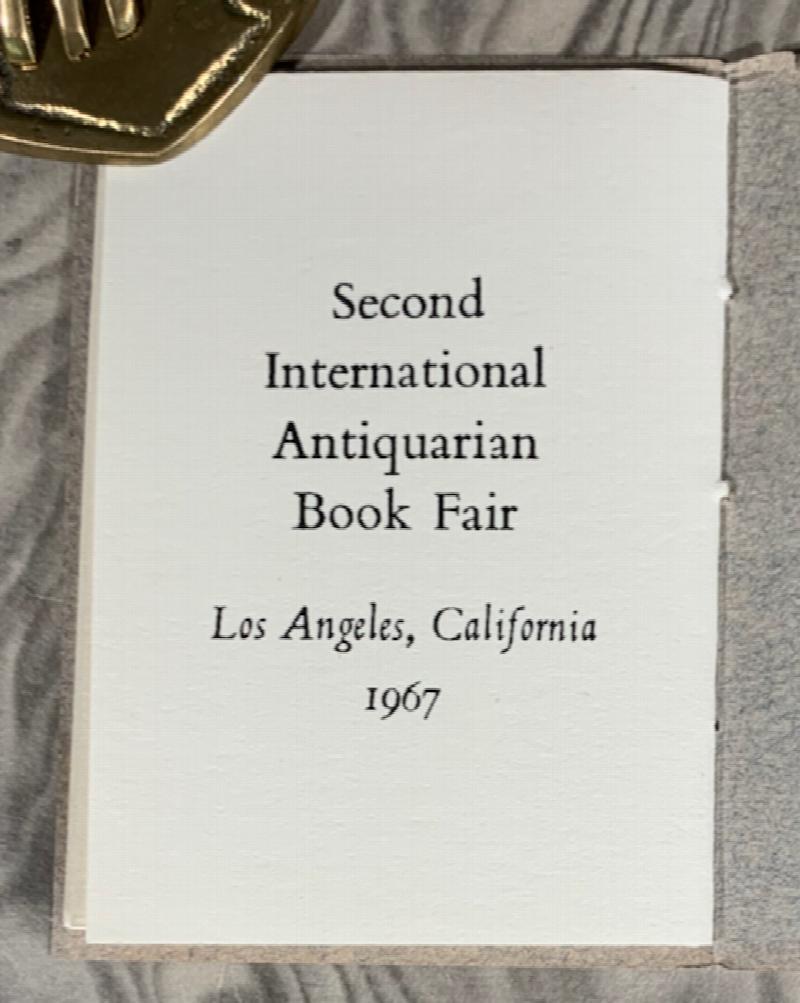 Second
International
Antiquarian
Book Fair
Los Angeles, California
1967